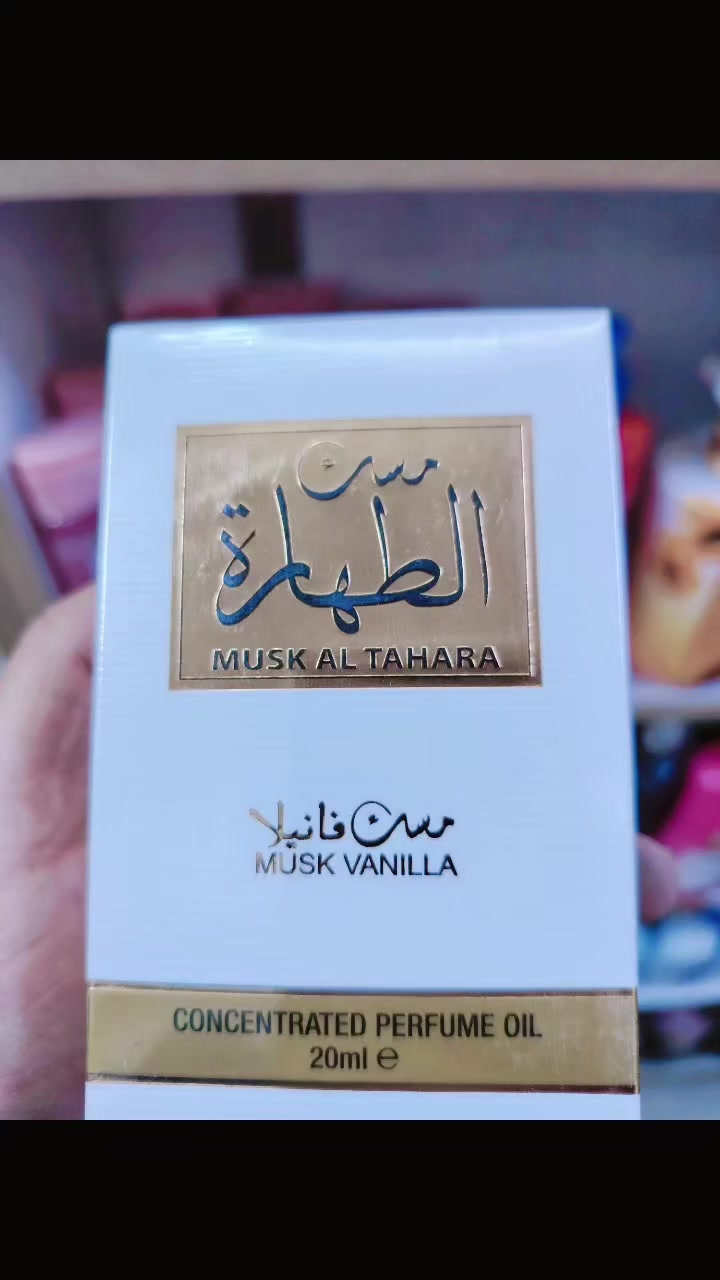 مسك
الطهارة
MUSK AL TAHARA
مسك فانيلا
MUSK VANILLA
CONCENTRATED PERFUME OIL
20ml ℮